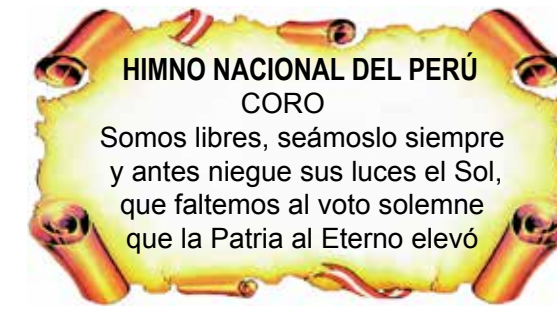 HIMNO NACIONAL DEL PERÚ
CORO
Somos libres, seámoslo siempre
y antes niegue sus luces el Sol,
que faltemos al voto solemne
que la Patria al Eterno elevó